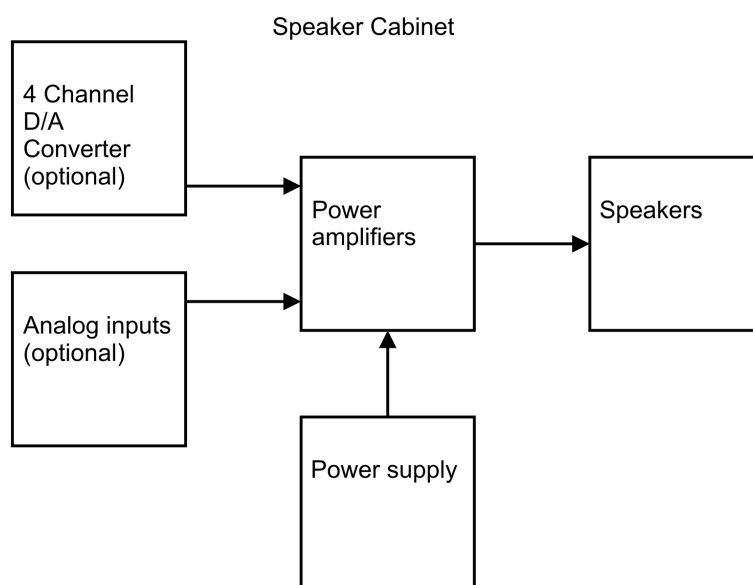 Speaker Cabinet
4 Channel
D/A
Converter
(optional)
Power
amplifiers
Speakers
Analog inputs
(optional)
Power supply